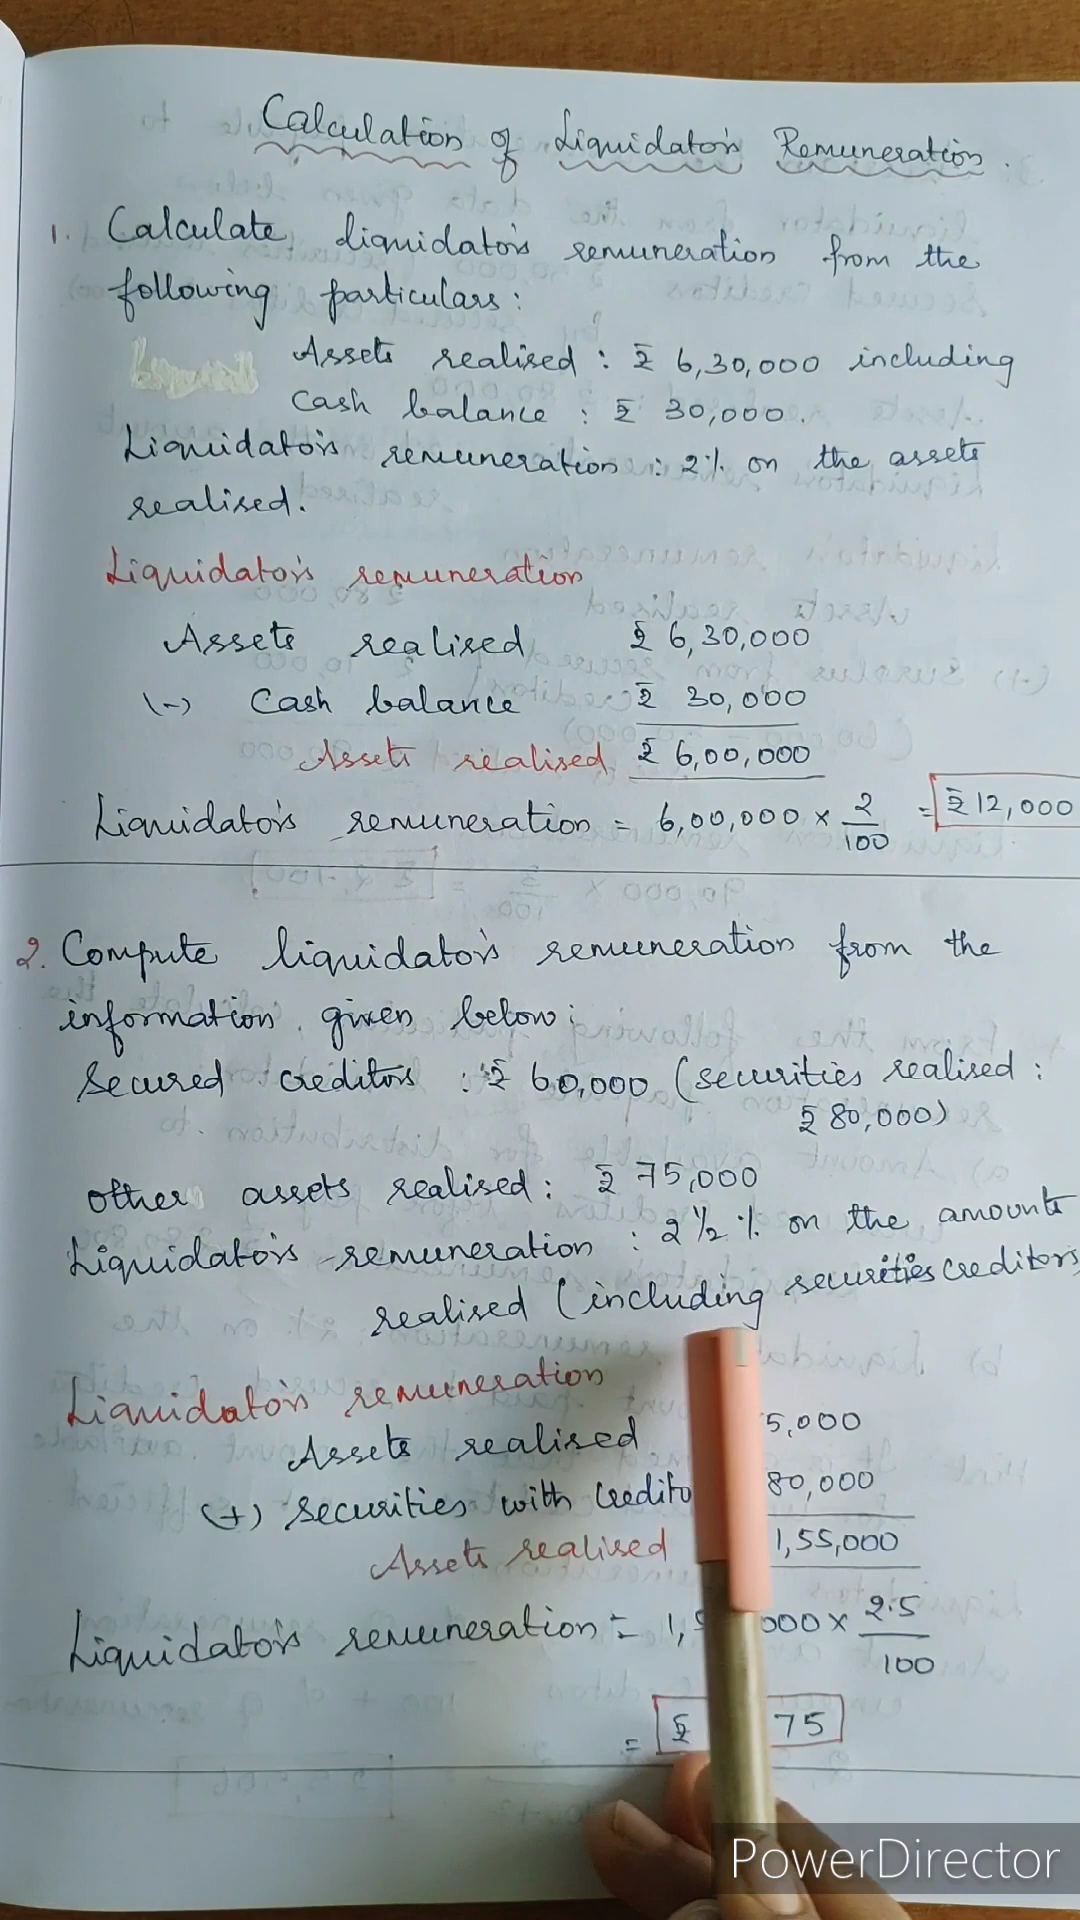 Calculation of Liquidator's Remuneration.
1. Calculate liquidator's remuneration from the
following particulars:
Assets realised : ₹ 6,30,000 including
Cash balance : ₹ 30,000.
Liquidator's remuneration : 2% on the assets
realised.
Liquidator's remuneration
Assets realised ₹ 6,30,000
(-) Cash balance ₹ 30,000
Assets realised ₹ 6,00,000
Liquidator's remuneration = 6,00,000 × 2/100 = ₹ 12,000
2. Compute liquidator's remuneration from the
information given below:
Secured creditors : ₹ 60,000 (securities realised :
₹ 80,000)
Other assets realised : ₹ 75,000
Liquidator's remuneration : 2 1/2 % on the amounts
realised (including securities creditors
Liquidator's remuneration
Assets realised 5,000
(+) Securities with Credito 80,000
Assets realised 1,55,000
Liquidator's remuneration = 1, 000 × 2.5/100
= ₹ 75
PowerDirector